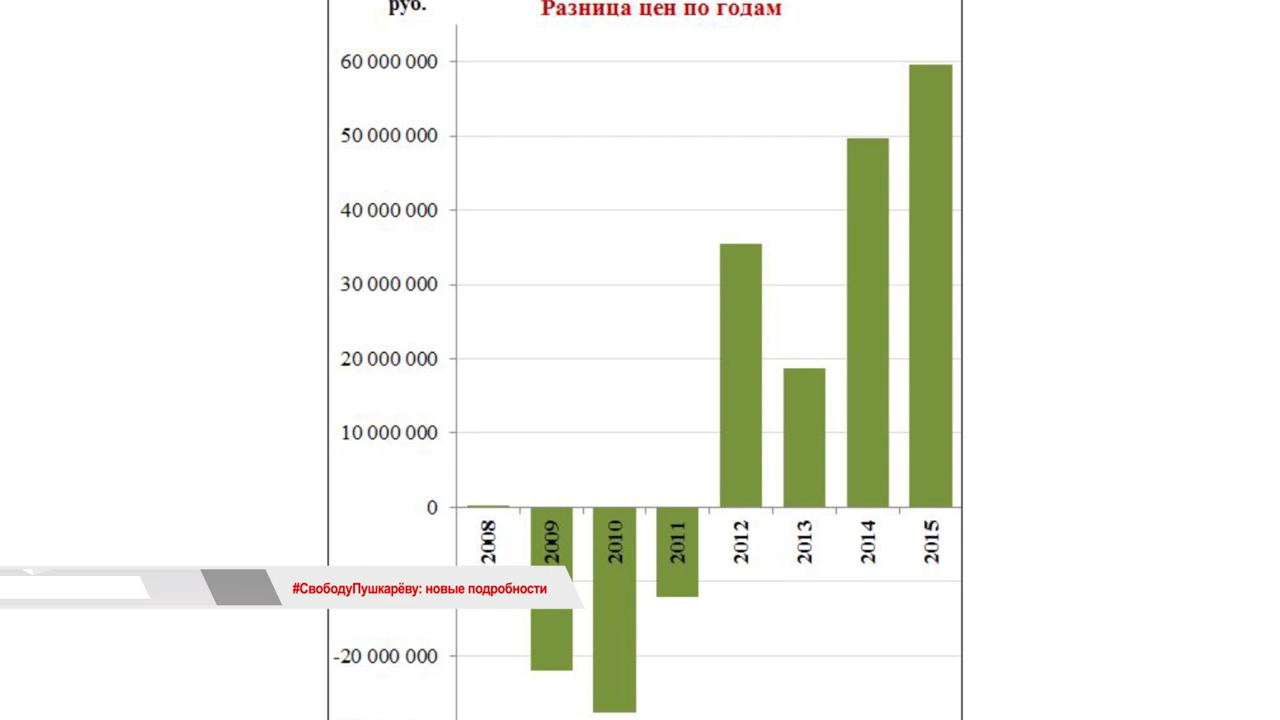 руб.
Разница цен по годам
60 000 000
50 000 000
40 000 000
30 000 000
20 000 000
10 000 000
0
2008
2009
2010
2011
2012
2013
2014
2015
#СвободуПушкарёву: новые подробности
-20 000 000